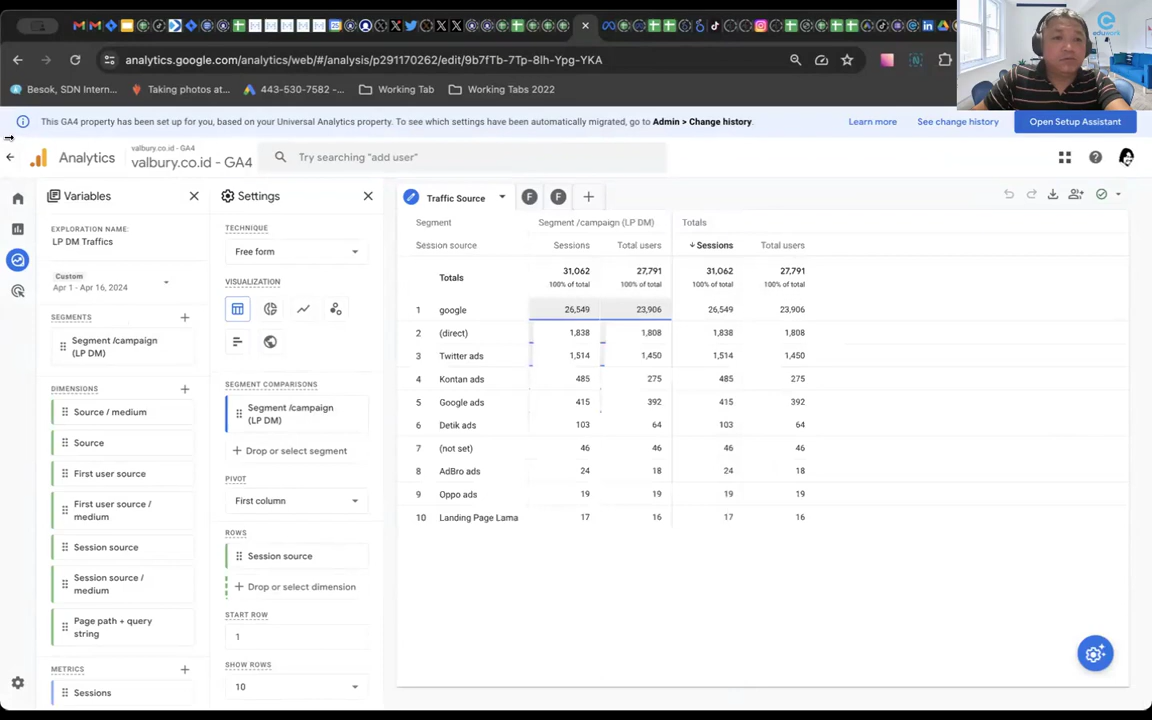 eduwork
analytics.google.com/analytics/web/#/analysis/p291170262/edit/9b7fTb-7Tp-8Ih-Ypg-YKA
Besok, SDN Intern...
Taking photos at...
443-530-7582 -...
Working Tab
Working Tabs 2022
This GA4 property has been set up for you, based on your Universal Analytics property. To see which settings have been automatically migrated, go to Admin > Change history.
Learn more
See change history
Open Setup Assistant
Analytics
valbury.co.id - GA4
valbury.co.id - GA4
Try searching "add user"
Variables
EXPLORATION NAME:
LP DM Traffics
Custom
Apr 1 - Apr 16, 2024
SEGMENTS
Segment /campaign
(LP DM)
DIMENSIONS
Source / medium
Source
First user source
First user source /
medium
Session source
Session source /
medium
Page path + query
string
METRICS
Sessions
Settings
TECHNIQUE
Free form
VISUALIZATION
SEGMENT COMPARISONS
Segment /campaign
(LP DM)
Drop or select segment
PIVOT
First column
ROWS
Session source
Drop or select dimension
START ROW
1
SHOW ROWS
10
Traffic Source
F
F
Segment
Segment /campaign (LP DM)
Totals
Session source
Sessions
Total users
↓ Sessions
Total users
Totals
31,062
27,791
31,062
27,791
100% of total
100% of total
100% of total
100% of total
1 google 26,549 23,906 26,549 23,906
2 (direct) 1,838 1,808 1,838 1,808
3 Twitter ads 1,514 1,450 1,514 1,450
4 Kontan ads 485 275 485 275
5 Google ads 415 392 415 392
6 Detik ads 103 64 103 64
7 (not set) 46 46 46 46
8 AdBro ads 24 18 24 18
9 Oppo ads 19 19 19 19
10 Landing Page Lama 17 16 17 16